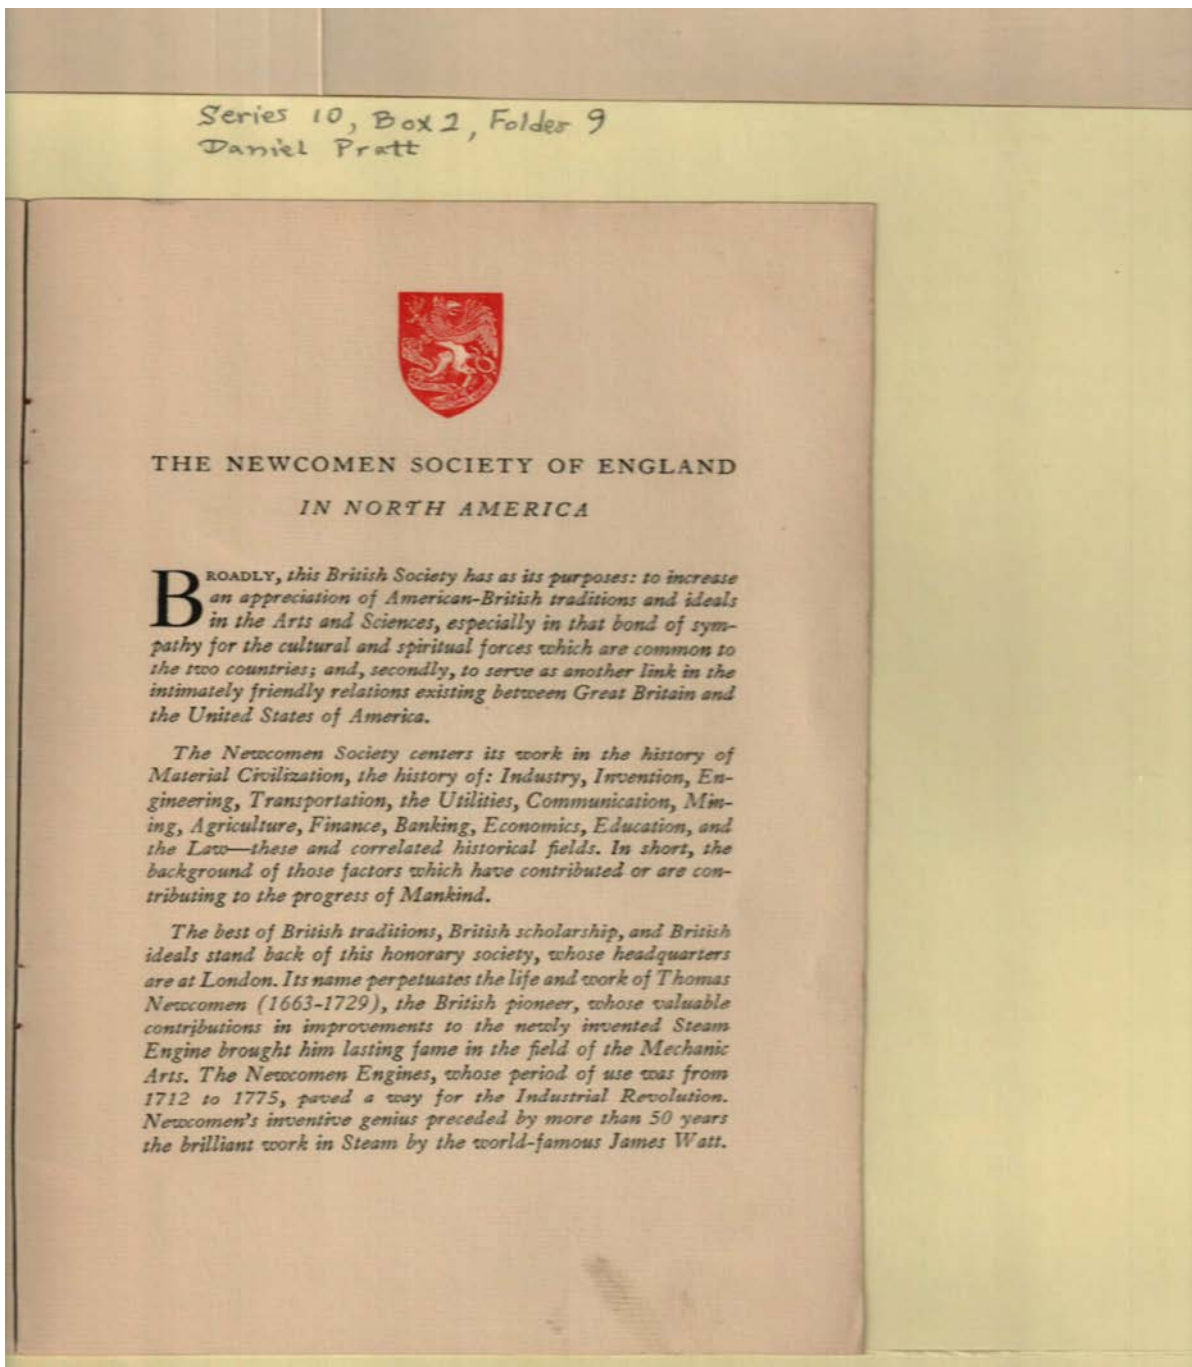 Series 10, Box 2, Folder 9
Daniel Pratt
THE NEWCOMEN SOCIETY OF ENGLAND
IN NORTH AMERICA
BROADLY, this British Society has as its purposes: to increase
an appreciation of American-British traditions and ideals
in the Arts and Sciences, especially in that bond of sym-
pathy for the cultural and spiritual forces which are common to
the two countries; and, secondly, to serve as another link in the
intimately friendly relations existing between Great Britain and
the United States of America.
The Newcomen Society centers its work in the history of
Material Civilization, the history of: Industry, Invention, En-
gineering, Transportation, the Utilities, Communication, Min-
ing, Agriculture, Finance, Banking, Economics, Education, and
the Law—these and correlated historical fields. In short, the
background of those factors which have contributed or are con-
tributing to the progress of Mankind.
The best of British traditions, British scholarship, and British
ideals stand back of this honorary society, whose headquarters
are at London. Its name perpetuates the life and work of Thomas
Newcomen (1663-1729), the British pioneer, whose valuable
contributions in improvements to the newly invented Steam
Engine brought him lasting fame in the field of the Mechanic
Arts. The Newcomen Engines, whose period of use was from
1712 to 1775, paved a way for the Industrial Revolution.
Newcomen's inventive genius preceded by more than 50 years
the brilliant work in Steam by the world-famous James Watt.